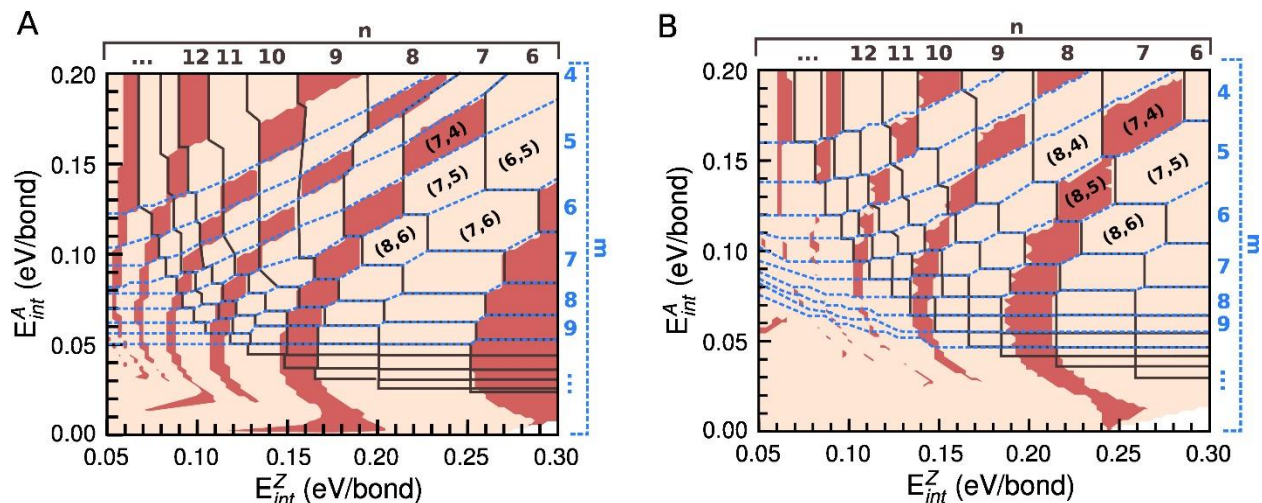 A
n
... 12 11 10 9 8 7 6
0.20
0.15
0.10
0.05
0.00
E^A_int (eV/bond)
(7,4)
(6,5)
(7,5)
(8,6)
(7,6)
4
5
6
7
8
9
...
m
0.05 0.10 0.15 0.20 0.25 0.30
E^Z_int (eV/bond)
B
n
... 12 11 10 9 8 7 6
0.20
0.15
0.10
0.05
0.00
E^A_int (eV/bond)
(7,4)
(8,4)
(7,5)
(8,5)
(8,6)
4
5
6
7
8
9
...
m
0.05 0.10 0.15 0.20 0.25 0.30
E^Z_int (eV/bond)